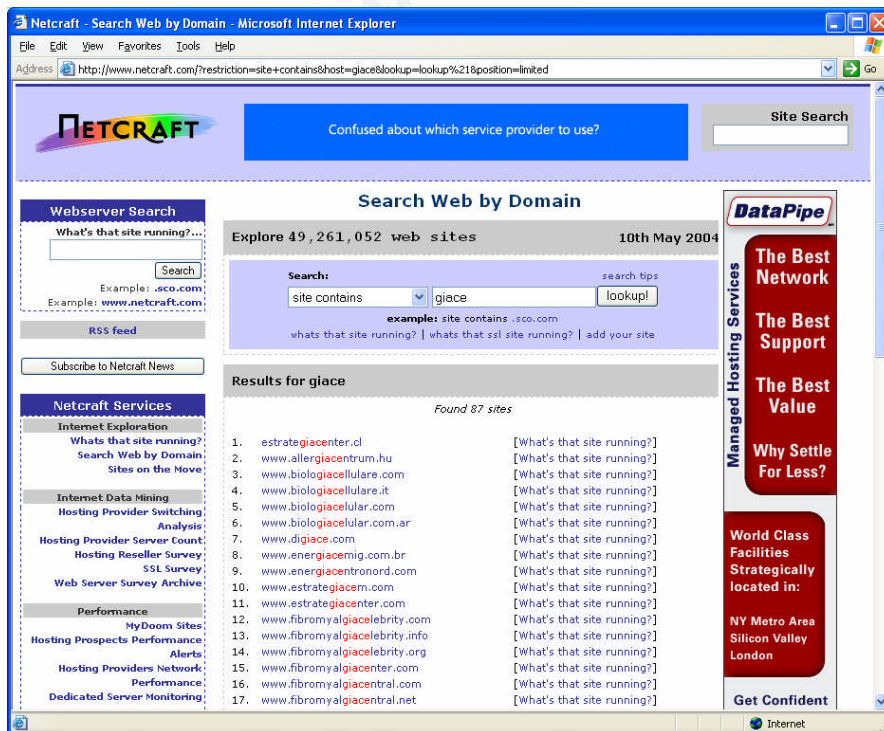 Netcraft - Search Web by Domain - Microsoft Internet Explorer
File Edit View Favorites Tools Help
Address http://www.netcraft.com/?restriction=site+contains&host=giace&lookup=lookup%21&position=limited Go
NETCRAFT
Confused about which service provider to use?
Site Search
Webserver Search
What's that site running?...
Search
Example: .sco.com
Example: www.netcraft.com
RSS feed
Subscribe to Netcraft News
Netcraft Services
Internet Exploration
Whats that site running?
Search Web by Domain
Sites on the Move
Internet Data Mining
Hosting Provider Switching
Analysis
Hosting Provider Server Count
Hosting Reseller Survey
SSL Survey
Web Server Survey Archive
Performance
MyDoom Sites
Hosting Prospects Performance
Alerts
Hosting Providers Network
Performance
Dedicated Server Monitoring
Search Web by Domain
Explore 49,261,052 web sites 10th May 2004
Search: search tips
site contains giace lookup!
example: site contains .sco.com
whats that site running? | whats that ssl site running? | add your site
Results for giace
Found 87 sites
1. estrategiacenter.cl [What's that site running?]
2. www.allergiacentrum.hu [What's that site running?]
3. www.biologiacellulare.com [What's that site running?]
4. www.biologiacellulare.it [What's that site running?]
5. www.biologiacelular.com [What's that site running?]
6. www.biologiacelular.com.ar [What's that site running?]
7. www.digiace.com [What's that site running?]
8. www.energiacemig.com.br [What's that site running?]
9. www.energiacentronord.com [What's that site running?]
10. www.estrategiacem.com [What's that site running?]
11. www.estrategiacenter.com [What's that site running?]
12. www.fibromyalgiacelebrity.com [What's that site running?]
13. www.fibromyalgiacelebrity.info [What's that site running?]
14. www.fibromyalgiacelebrity.org [What's that site running?]
15. www.fibromyalgiacenter.com [What's that site running?]
16. www.fibromyalgiacentral.com [What's that site running?]
17. www.fibromyalgiacentral.net [What's that site running?]
DataPipe
Managed Hosting Services
The Best
Network
The Best
Support
The Best
Value
Why Settle
For Less?
World Class
Facilities
Strategically
located in:
NY Metro Area
Silicon Valley
London
Get Confident
Internet